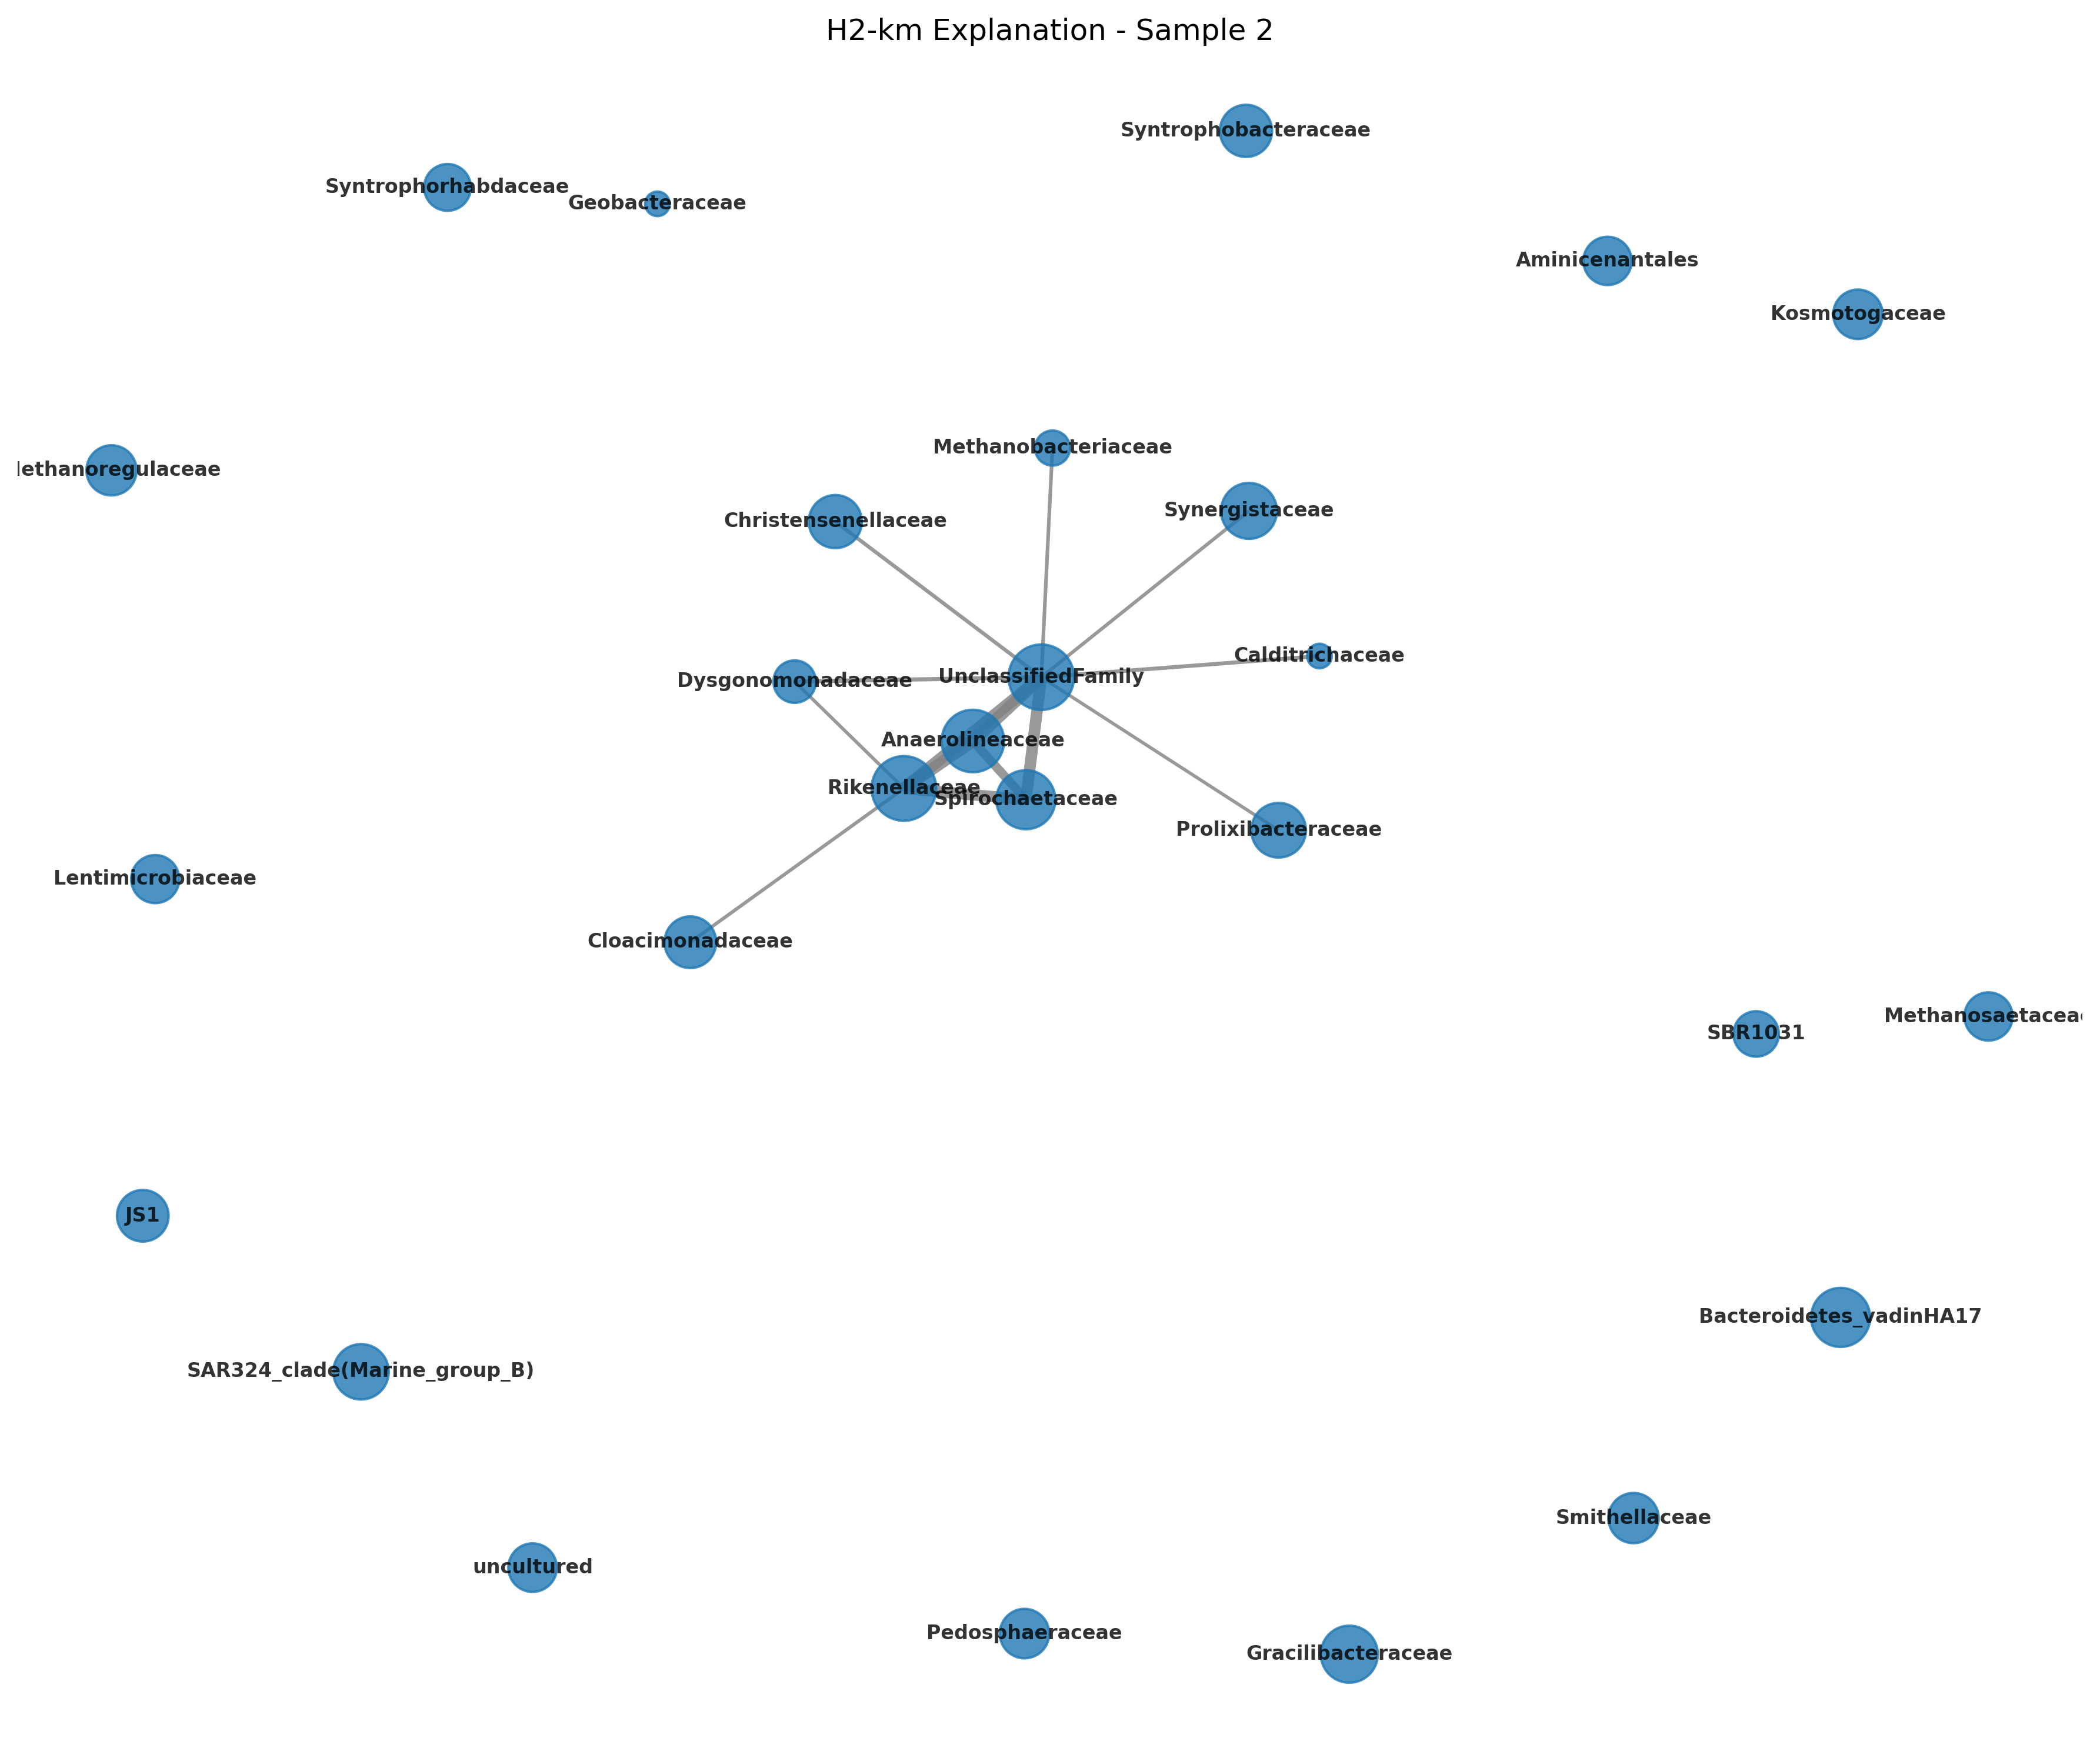 H2-km Explanation - Sample 2
Syntrophobacteraceae
Syntrophorhabdaceae
Geobacteraceae
Aminicenantales
Kosmotogaceae
Methanobacteriaceae
lethanoregulaceae
Synergistaceae
Christensenellaceae
Calditrichaceae
UnclassifiedFamily
Dysgonomonadaceae
Anaerolineaceae
Rikenellaceae
Spirochaetaceae
Prolixibacteraceae
Lentimicrobiaceae
Cloacimonadaceae
Methanosaetaceae
SBR1031
JS1
Bacteroidetes_vadinHA17
SAR324_clade(Marine_group_B)
Smithellaceae
uncultured
Pedosphaeraceae
Gracilibacteraceae